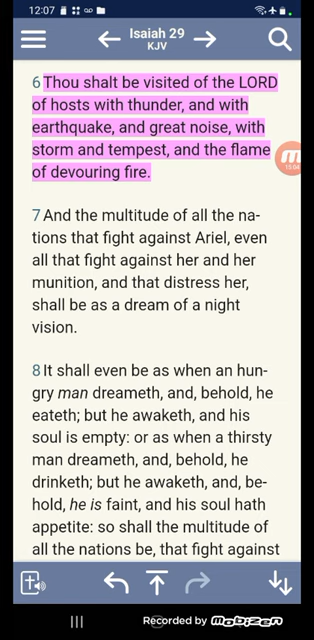 12:07
Isaiah 29
KJV
6 Thou shalt be visited of the LORD
of hosts with thunder, and with
earthquake, and great noise, with
storm and tempest, and the flame
of devouring fire.
7 And the multitude of all the na-
tions that fight against Ariel, even
all that fight against her and her
munition, and that distress her,
shall be as a dream of a night
vision.
8 It shall even be as when an hun-
gry man dreameth, and, behold, he
eateth; but he awaketh, and his
soul is empty: or as when a thirsty
man dreameth, and, behold, he
drinketh; but he awaketh, and, be-
hold, he is faint, and his soul hath
appetite: so shall the multitude of
all the nations be, that fight against
Recorded by mobizen